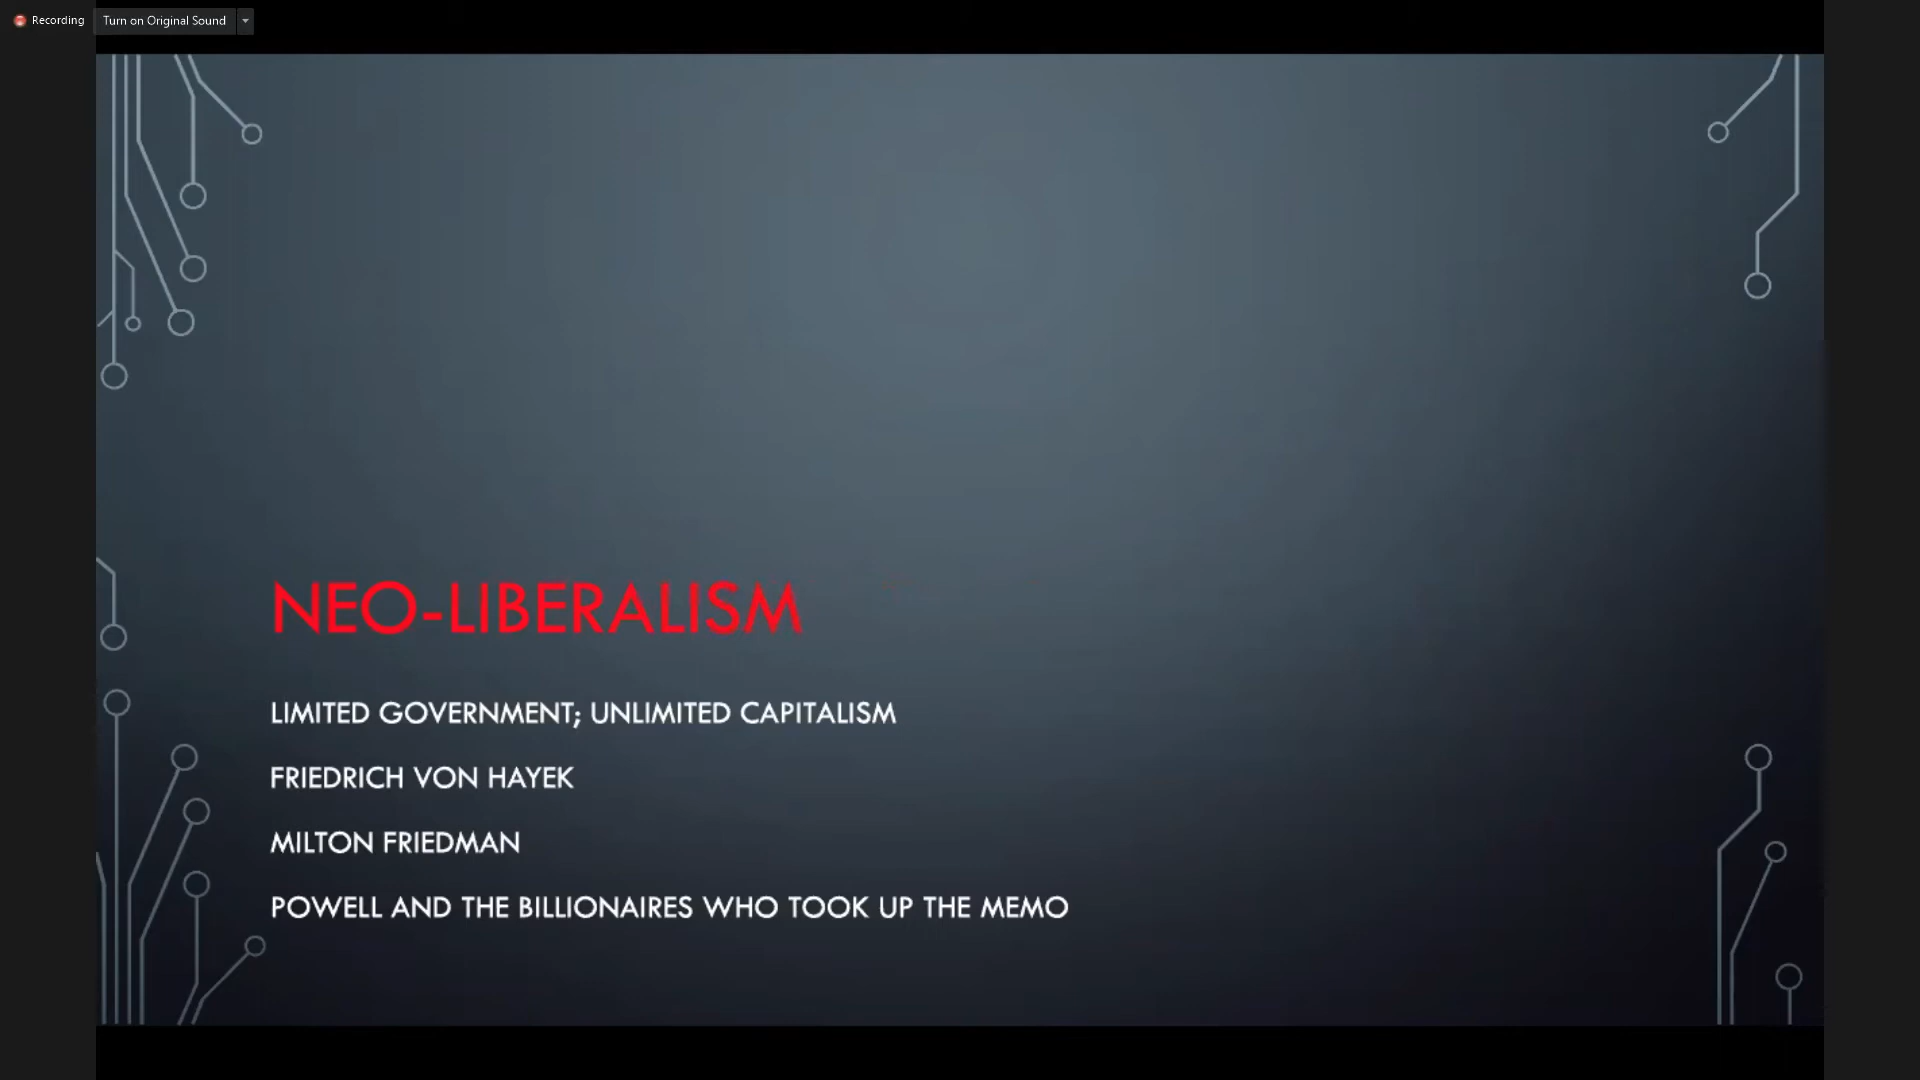 Recording
Turn on Original Sound
NEO-LIBERALISM
LIMITED GOVERNMENT; UNLIMITED CAPITALISM
FRIEDRICH VON HAYEK
MILTON FRIEDMAN
POWELL AND THE BILLIONAIRES WHO TOOK UP THE MEMO